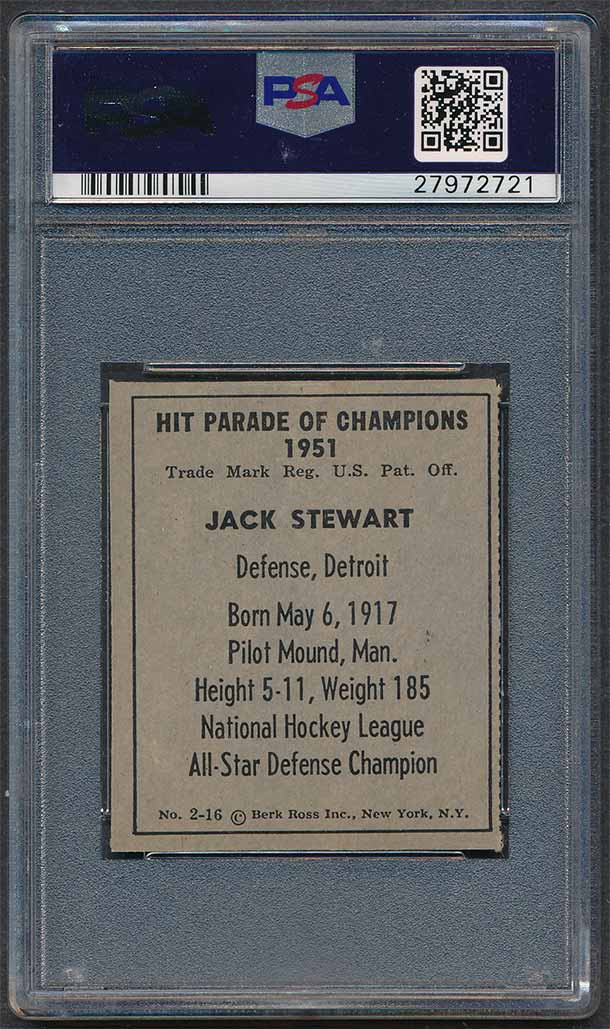 PSA
27972721
HIT PARADE OF CHAMPIONS
1951
Trade Mark Reg. U.S. Pat. Off.
JACK STEWART
Defense, Detroit
Born May 6, 1917
Pilot Mound, Man.
Height 5-11, Weight 185
National Hockey League
All-Star Defense Champion
No. 2-16 © Berk Ross Inc., New York, N.Y.